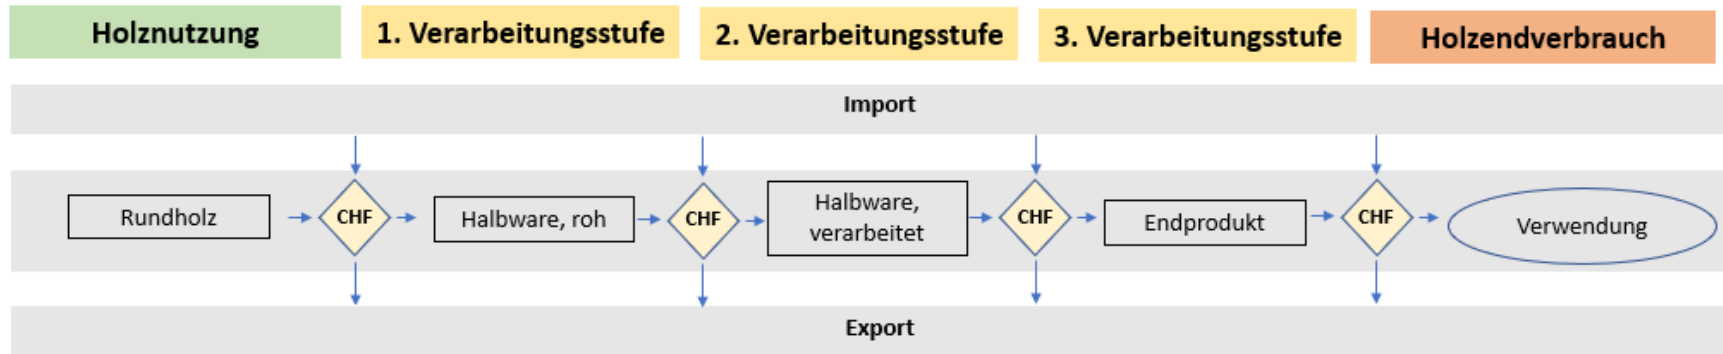 Holznutzung
1. Verarbeitungsstufe
2. Verarbeitungsstufe
3. Verarbeitungsstufe
Holzendverbrauch
Import
Rundholz
CHF
Halbware, roh
CHF
Halbware,
verarbeitet
CHF
Endprodukt
CHF
Verwendung
Export